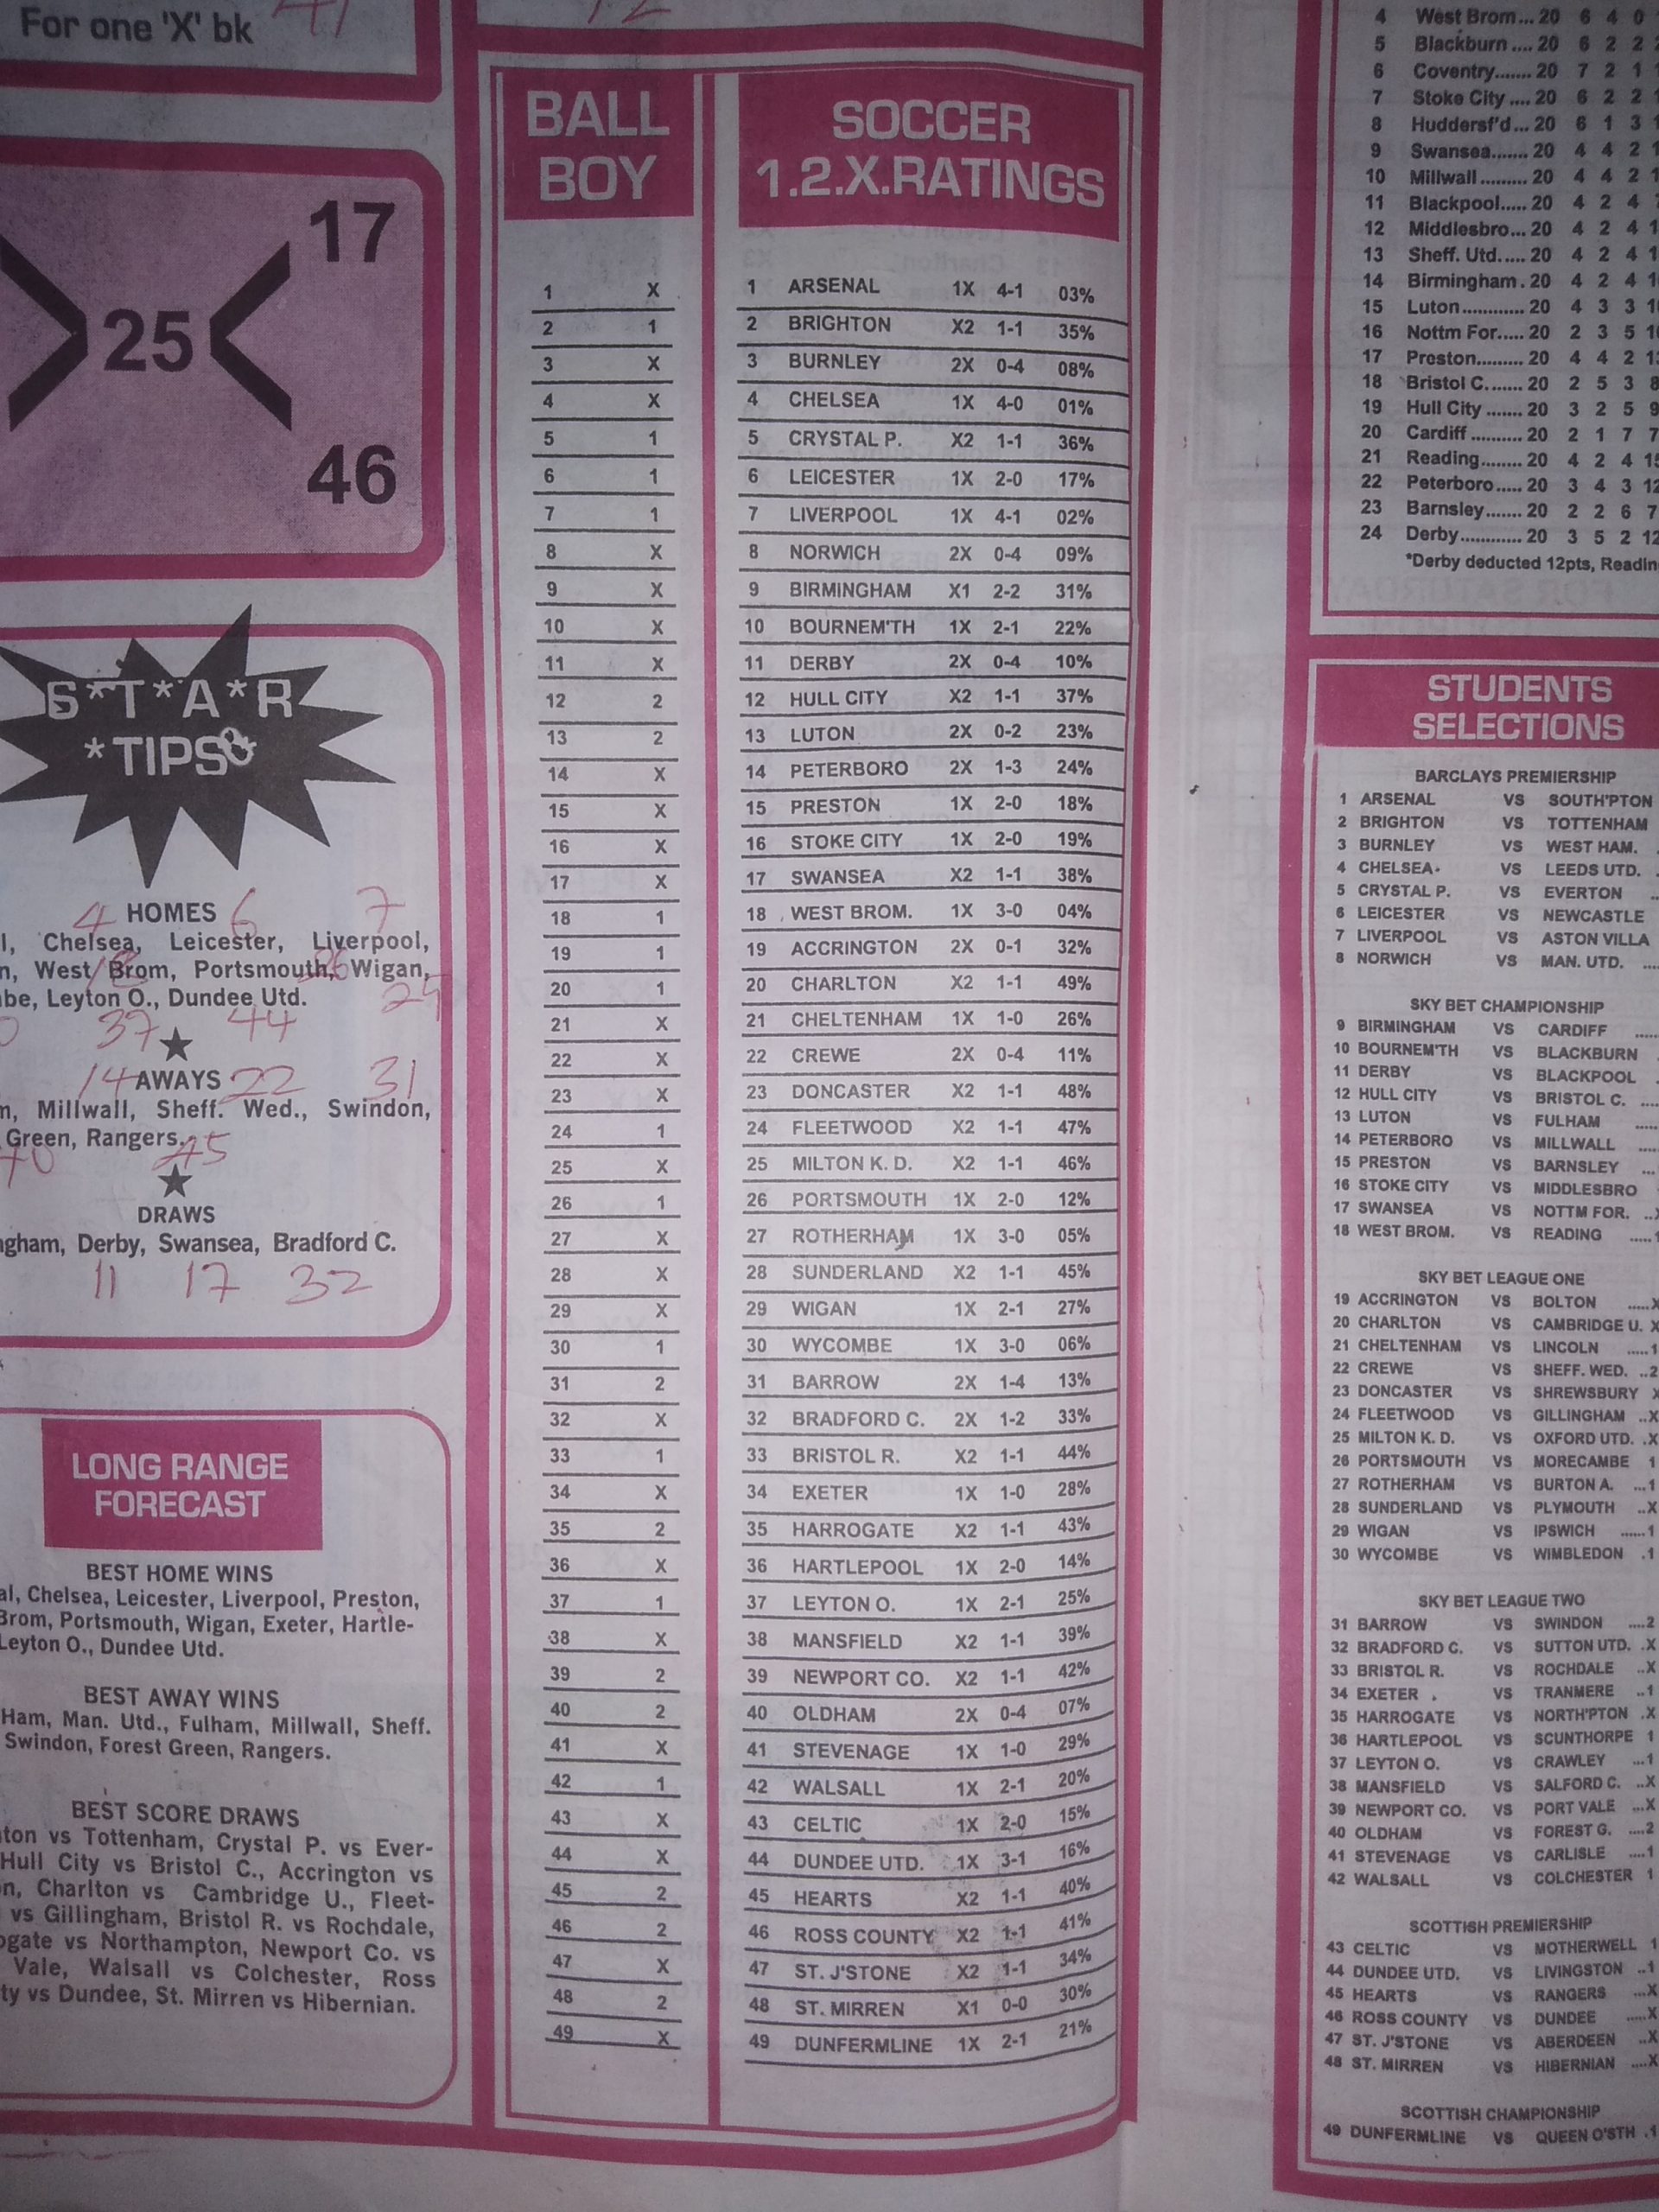 For one 'X' bk 41
12
17
25
46
6*T*A*R
*TIPS
4 HOMES 6 7
Chelsea, Leicester, Liverpool,
West Brom, Portsmouth, Wigan,
18 26
Leyton O., Dundee Utd.
29
37 44
14 AWAYS 22 31
Millwall, Sheff. Wed., Swindon,
Green, Rangers.
40 45
DRAWS
Derby, Swansea, Bradford C.
11 17 32
LONG RANGE
FORECAST
BEST HOME WINS
Chelsea, Leicester, Liverpool, Preston,
Brom, Portsmouth, Wigan, Exeter, Hartle-
Leyton O., Dundee Utd.
BEST AWAY WINS
Ham, Man. Utd., Fulham, Millwall, Sheff.
Swindon, Forest Green, Rangers.
BEST SCORE DRAWS
vs Tottenham, Crystal P. vs Ever-
Hull City vs Bristol C., Accrington vs
Charlton vs Cambridge U., Fleet-
vs Gillingham, Bristol R. vs Rochdale,
vs Northampton, Newport Co. vs
Vale, Walsall vs Colchester, Ross
vs Dundee, St. Mirren vs Hibernian.
BALL
BOY
1 X
2 1
3 X
4 X
5 1
6 1
7 1
8 X
9 X
10 X
11 X
12 2
13 2
14 X
15 X
16 X
17 X
18 1
19 1
20 1
21 X
22 X
23 X
24 1
25 X
26 1
27 X
28 X
29 X
30 1
31 2
32 X
33 1
34 X
35 2
36 X
37 1
38 X
39 2
40 2
41 X
42 1
43 X
44 X
45 2
46 2
47 X
48 2
49 X
SOCCER
1.2.X.RATINGS
1 ARSENAL 1X 4-1 03%
2 BRIGHTON X2 1-1 35%
3 BURNLEY 2X 0-4 08%
4 CHELSEA 1X 4-0 01%
5 CRYSTAL P. X2 1-1 36%
6 LEICESTER 1X 2-0 17%
7 LIVERPOOL 1X 4-1 02%
8 NORWICH 2X 0-4 09%
9 BIRMINGHAM X1 2-2 31%
10 BOURNEM'TH 1X 2-1 22%
11 DERBY 2X 0-4 10%
12 HULL CITY X2 1-1 37%
13 LUTON 2X 0-2 23%
14 PETERBORO 2X 1-3 24%
15 PRESTON 1X 2-0 18%
16 STOKE CITY 1X 2-0 19%
17 SWANSEA X2 1-1 38%
18 WEST BROM. 1X 3-0 04%
19 ACCRINGTON 2X 0-1 32%
20 CHARLTON X2 1-1 49%
21 CHELTENHAM 1X 1-0 26%
22 CREWE 2X 0-4 11%
23 DONCASTER X2 1-1 48%
24 FLEETWOOD X2 1-1 47%
25 MILTON K. D. X2 1-1 46%
26 PORTSMOUTH 1X 2-0 12%
27 ROTHERHAM 1X 3-0 05%
28 SUNDERLAND X2 1-1 45%
29 WIGAN 1X 2-1 27%
30 WYCOMBE 1X 3-0 06%
31 BARROW 2X 1-4 13%
32 BRADFORD C. 2X 1-2 33%
33 BRISTOL R. X2 1-1 44%
34 EXETER 1X 1-0 28%
35 HARROGATE X2 1-1 43%
36 HARTLEPOOL 1X 2-0 14%
37 LEYTON O. 1X 2-1 25%
38 MANSFIELD X2 1-1 39%
39 NEWPORT CO. X2 1-1 42%
40 OLDHAM 2X 0-4 07%
41 STEVENAGE 1X 1-0 29%
42 WALSALL 1X 2-1 20%
43 CELTIC 1X 2-0 15%
44 DUNDEE UTD. 1X 3-1 16%
45 HEARTS X2 1-1 40%
46 ROSS COUNTY X2 1-1 41%
47 ST. J'STONE X2 1-1 34%
48 ST. MIRREN X1 0-0 30%
49 DUNFERMLINE 1X 2-1 21%
4 West Brom... 20 6 4 0
5 Blackburn .... 20 6 2 2
6 Coventry....... 20 7 2 1
7 Stoke City .... 20 6 2 2
8 Huddersf'd... 20 6 1 3
9 Swansea....... 20 4 4 2
10 Millwall ......... 20 4 4 2
11 Blackpool..... 20 4 2 4
12 Middlesbro... 20 4 2 4
13 Sheff. Utd..... 20 4 2 4
14 Birmingham. 20 4 2 4
15 Luton............ 20 4 3 3
16 Nottm For..... 20 2 3 5
17 Preston......... 20 4 4 2
18 Bristol C....... 20 2 5 3 8
19 Hull City ....... 20 3 2 5 9
20 Cardiff .......... 20 2 1 7 7
21 Reading........ 20 4 2 4
22 Peterboro..... 20 3 4 3 12
23 Barnsley....... 20 2 2 6 7
24 Derby............ 20 3 5 2 12
*Derby deducted 12pts,
STUDENTS
SELECTIONS
BARCLAYS PREMIERSHIP
1 ARSENAL VS SOUTH'PTON
2 BRIGHTON VS TOTTENHAM
3 BURNLEY VS WEST HAM.
4 CHELSEA VS LEEDS UTD.
5 CRYSTAL P. VS EVERTON
6 LEICESTER VS NEWCASTLE
7 LIVERPOOL VS ASTON VILLA
8 NORWICH VS MAN. UTD. ....
SKY BET CHAMPIONSHIP
9 BIRMINGHAM VS CARDIFF .....
10 BOURNEM'TH VS BLACKBURN
11 DERBY VS BLACKPOOL
12 HULL CITY VS BRISTOL C. ....
13 LUTON VS FULHAM .....
14 PETERBORO VS MILLWALL ....
15 PRESTON VS BARNSLEY ...
16 STOKE CITY VS MIDDLESBRO
17 SWANSEA VS NOTTM FOR. ..
18 WEST BROM. VS READING .....
SKY BET LEAGUE ONE
19 ACCRINGTON VS BOLTON .....X
20 CHARLTON VS CAMBRIDGE U. X
21 CHELTENHAM VS LINCOLN .....1
22 CREWE VS SHEFF. WED. ..2
23 DONCASTER VS SHREWSBURY X
24 FLEETWOOD VS GILLINGHAM ..X
25 MILTON K. D. VS OXFORD UTD. .X
26 PORTSMOUTH VS MORECAMBE 1
27 ROTHERHAM VS BURTON A. ...1
28 SUNDERLAND VS PLYMOUTH ..X
29 WIGAN VS IPSWICH ......1
30 WYCOMBE VS WIMBLEDON .1
SKY BET LEAGUE TWO
31 BARROW VS SWINDON ....2
32 BRADFORD C. VS SUTTON UTD. .X
33 BRISTOL R. VS ROCHDALE ..X
34 EXETER . VS TRANMERE ..1
35 HARROGATE VS NORTH'PTON .X
36 HARTLEPOOL VS SCUNTHORPE 1
37 LEYTON O. VS CRAWLEY ...1
38 MANSFIELD VS SALFORD C. ..X
39 NEWPORT CO. VS PORT VALE ...X
40 OLDHAM VS FOREST G. ....2
41 STEVENAGE VS CARLISLE ....1
42 WALSALL VS COLCHESTER 1
SCOTTISH PREMIERSHIP
43 CELTIC VS MOTHERWELL 1
44 DUNDEE UTD. VS LIVINGSTON ..1
45 HEARTS VS RANGERS ...X
46 ROSS COUNTY VS DUNDEE .....X
47 ST. J'STONE VS ABERDEEN ..X
48 ST. MIRREN VS HIBERNIAN ....X
SCOTTISH CHAMPIONSHIP
49 DUNFERMLINE VS QUEEN O'STH .1